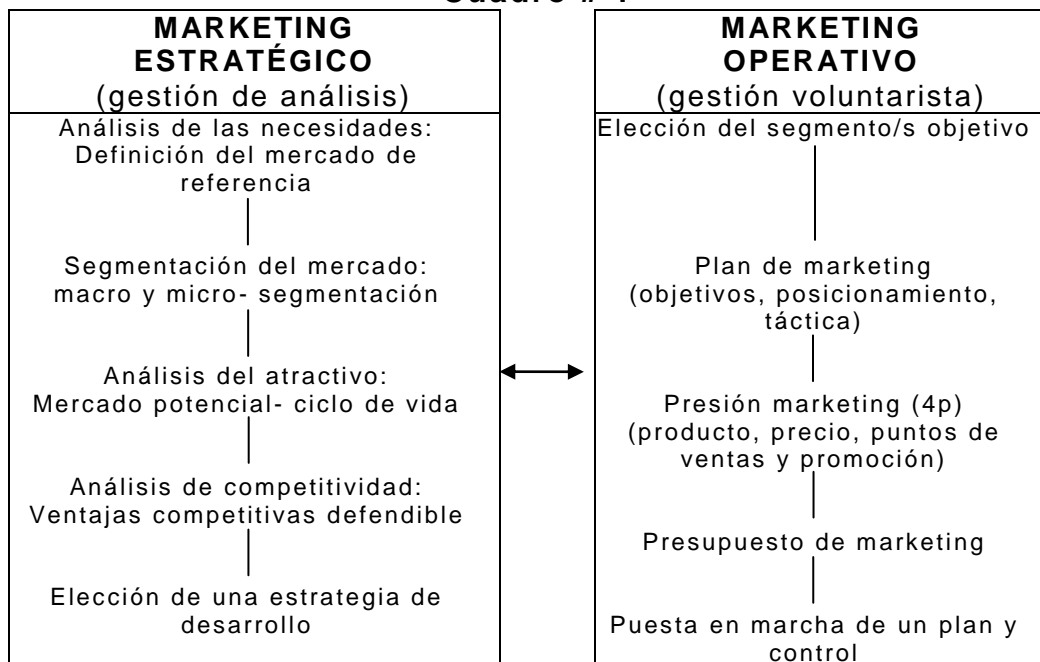 MARKETING
ESTRATÉGICO
(gestión de análisis)
Análisis de las necesidades:
Definición del mercado de
referencia
Segmentación del mercado:
macro y micro- segmentación
Análisis del atractivo:
Mercado potencial- ciclo de vida
Análisis de competitividad:
Ventajas competitivas defendible
Elección de una estrategia de
desarrollo
MARKETING
OPERATIVO
(gestión voluntarista)
Elección del segmento/s objetivo
Plan de marketing
(objetivos, posicionamiento,
táctica)
Presión marketing (4p)
(producto, precio, puntos de
ventas y promoción)
Presupuesto de marketing
Puesta en marcha de un plan y
control